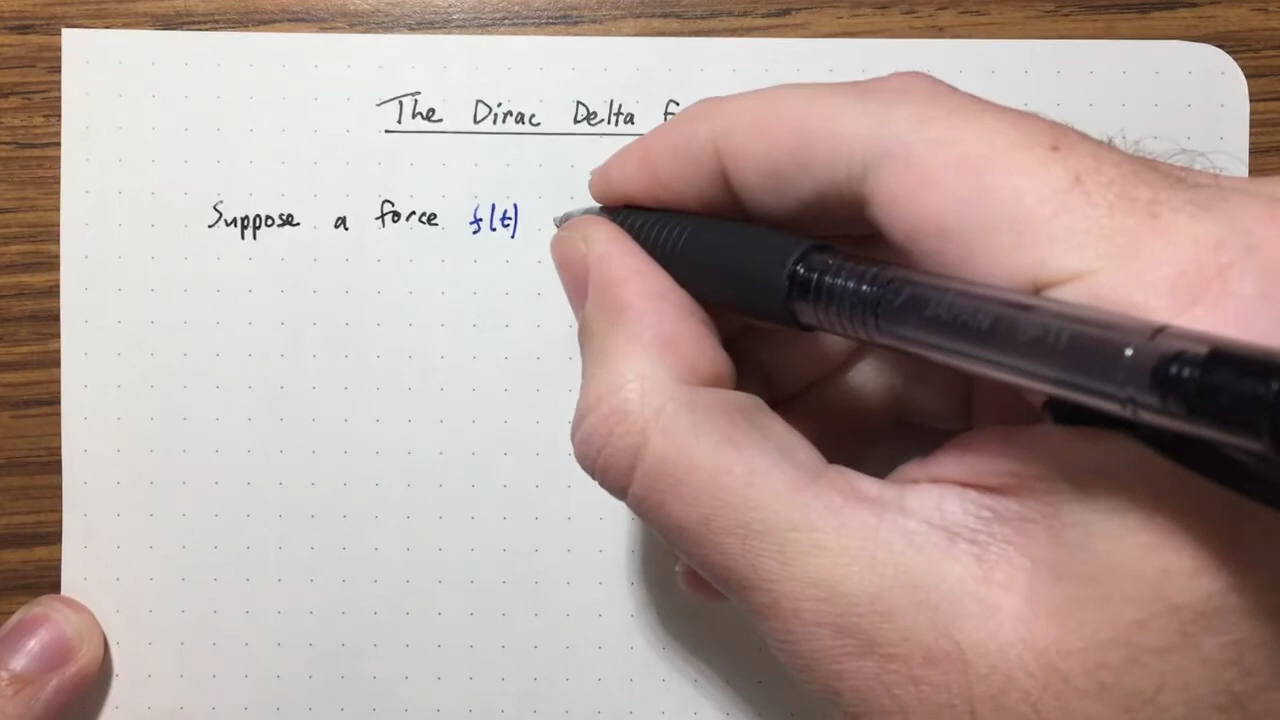 The Dirac Delta
Suppose a force f(t)